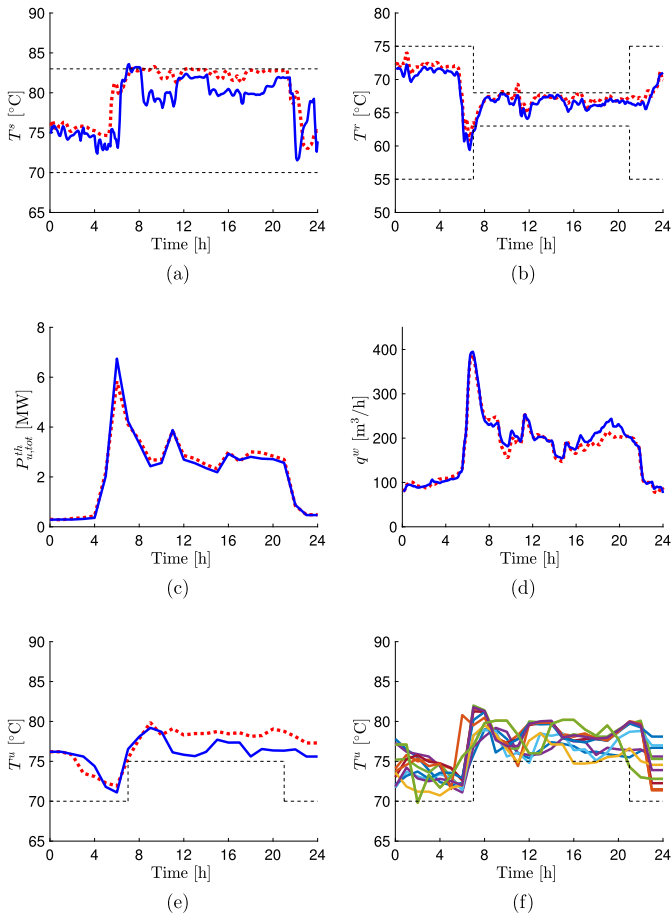 90
85
80
75
70
65
T^s [°C]
0 4 8 12 16 20 24
Time [h]
(a)
80
75
70
65
60
55
50
T^r [°C]
0 4 8 12 16 20 24
Time [h]
(b)
8
6
4
2
0
P^{th}_{u,tot} [MW]
0 4 8 12 16 20 24
Time [h]
(c)
400
300
200
100
0
q^w [m³/h]
0 4 8 12 16 20 24
Time [h]
(d)
90
85
80
75
70
65
T^u [°C]
0 4 8 12 16 20 24
Time [h]
(e)
90
85
80
75
70
65
T^u [°C]
0 4 8 12 16 20 24
Time [h]
(f)